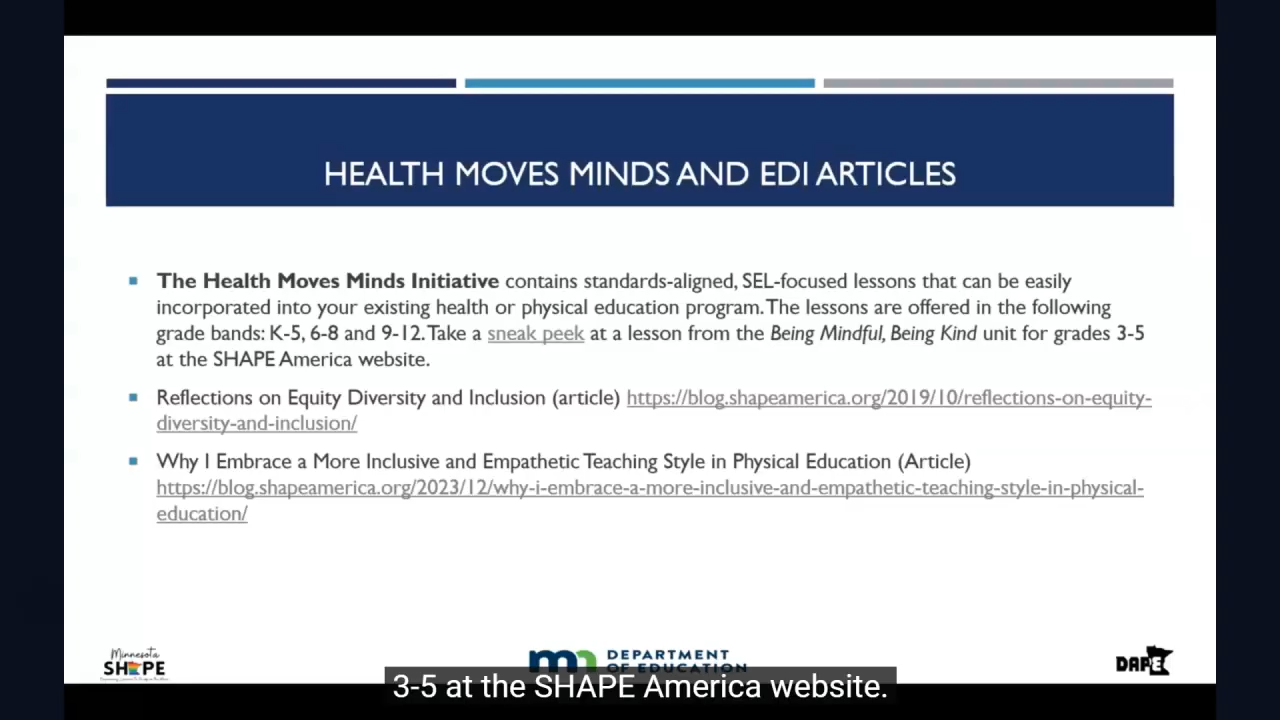 HEALTH MOVES MINDS AND EDI ARTICLES
The Health Moves Minds Initiative contains standards-aligned, SEL-focused lessons that can be easily
incorporated into your existing health or physical education program. The lessons are offered in the following
grade bands: K-5, 6-8 and 9-12. Take a sneak peek at a lesson from the Being Mindful, Being Kind unit for grades 3-5
at the SHAPE America website.
Reflections on Equity Diversity and Inclusion (article) https://blog.shapeamerica.org/2019/10/reflections-on-equity-
diversity-and-inclusion/
Why I Embrace a More Inclusive and Empathetic Teaching Style in Physical Education (Article)
https://blog.shapeamerica.org/2023/12/why-i-embrace-a-more-inclusive-and-empathetic-teaching-style-in-physical-
education/
Minnesota
SHAPE
mn DEPARTMENT
OF EDUCATION
DAPE
3-5 at the SHAPE America website.